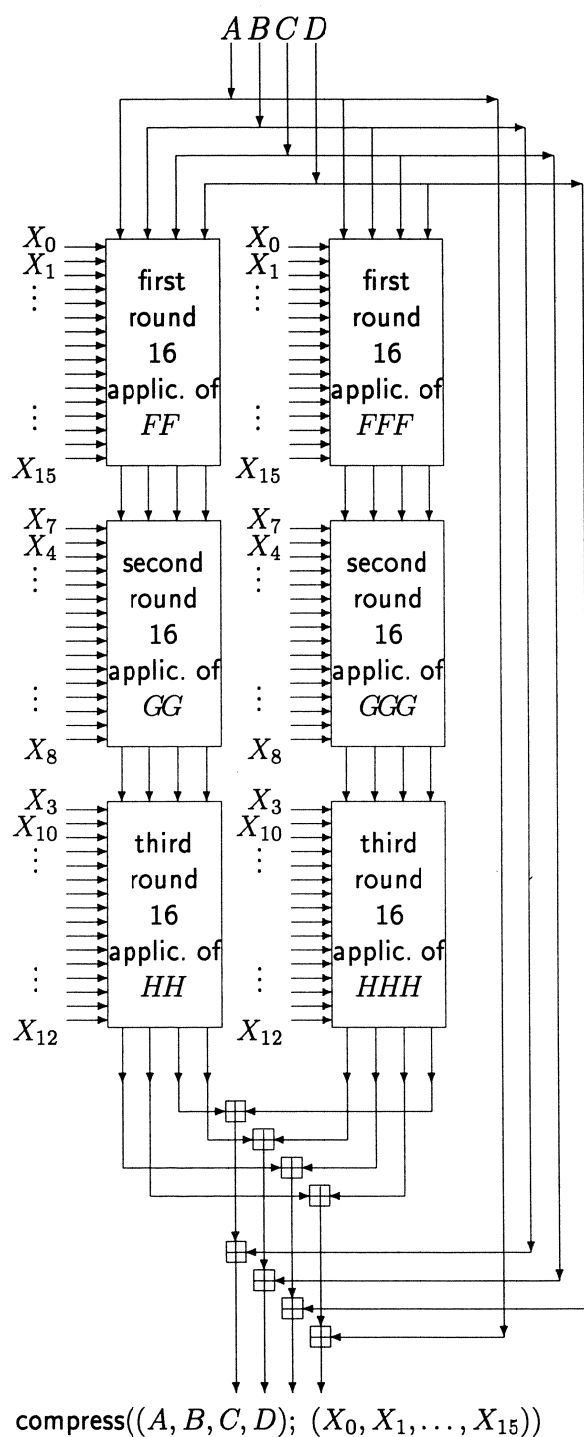 A B C D
X₀ X₀
X₁ X₁
⋮ ⋮
first first
round round
16 16
applic. of applic. of
⋮ ⋮
FF FFF
X₁₅ X₁₅
X₇ X₇
X₄ X₄
⋮ ⋮
second second
round round
16 16
applic. of applic. of
⋮ ⋮
GG GGG
X₈ X₈
X₃ X₃
X₁₀ X₁₀
⋮ ⋮
third third
round round
16 16
applic. of applic. of
⋮ ⋮
HH HHH
X₁₂ X₁₂
compress((A, B, C, D); (X₀, X₁, . . . , X₁₅))